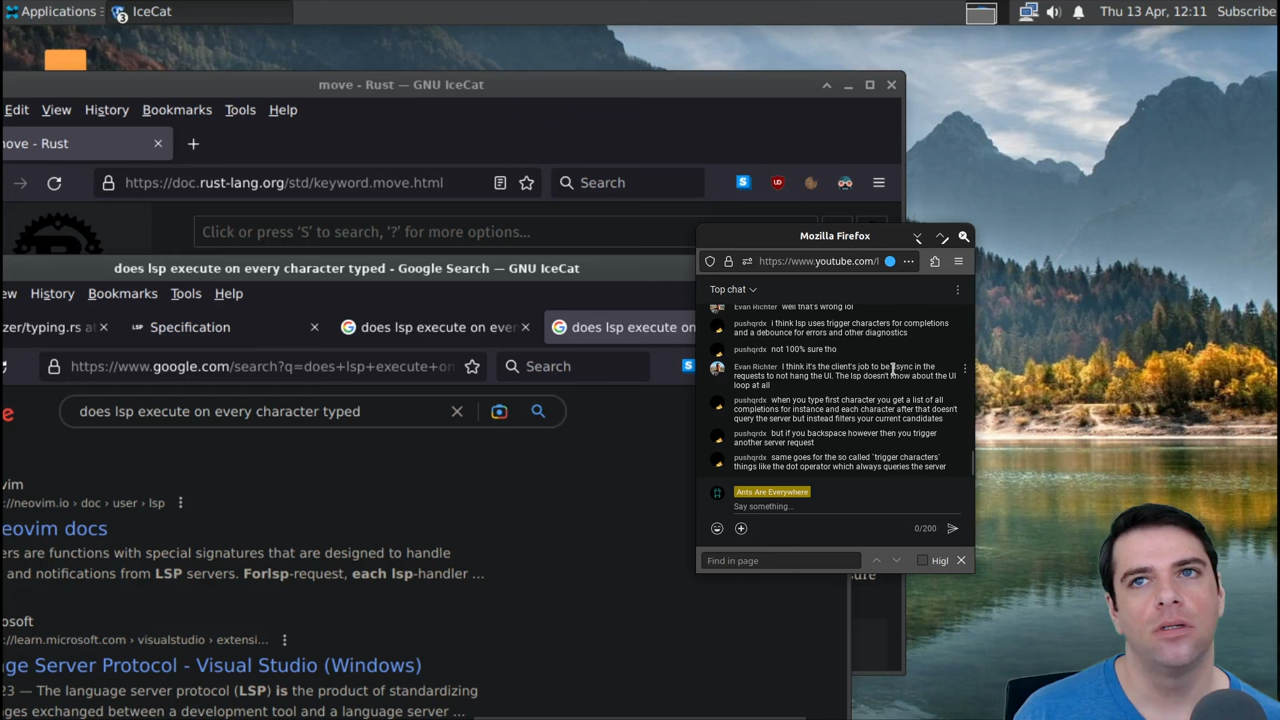 Applications
IceCat
3
Thu 13 Apr, 12:11
Subscribe
move - Rust — GNU IceCat
Edit View History Bookmarks Tools Help
ove - Rust
https://doc.rust-lang.org/std/keyword.move.html
Search
Click or press ‘S’ to search, ‘?’ for more options...
does lsp execute on every character typed - Google Search — GNU IceCat
ew History Bookmarks Tools Help
zer/typing.rs at
LSP Specification
does lsp execute on ever
does lsp execute on
https://www.google.com/search?q=does+lsp+execute+on
Search
does lsp execute on every character typed
vim
://neovim.io › doc › user › lsp
eovim docs
ers are functions with special signatures that are designed to handle
and notifications from LSP servers. Forlsp-request, each lsp-handler ...
osoft
://learn.microsoft.com › visualstudio › extensi...
ge Server Protocol - Visual Studio (Windows)
23 — The language server protocol (LSP) is the product of standardizing
ges exchanged between a development tool and a language server ...
Mozilla Firefox
https://www.youtube.com/l
Top chat
Evan Richter well that's wrong lol
pushqrdx i think lsp uses trigger characters for completions
and a debounce for errors and other diagnostics
pushqrdx not 100% sure tho
Evan Richter I think it's the client's job to be async in the
requests to not hang the UI. The lsp doesn't know about the UI
loop at all
pushqrdx when you type first character you get a list of all
completions for instance and each character after that doesn't
query the server but instead filters your current candidates
pushqrdx but if you backspace however then you trigger
another server request
pushqrdx same goes for the so called `trigger characters`
things like the dot operator which always queries the server
Ants Are Everywhere
Say something...
0/200
Find in page
Higl